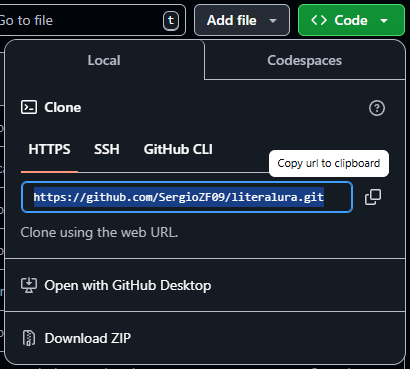 Go to file t Add file <> Code
Local Codespaces
Clone
HTTPS SSH GitHub CLI
Copy url to clipboard
https://github.com/SergioZF09/literalura.git
Clone using the web URL.
Open with GitHub Desktop
Download ZIP